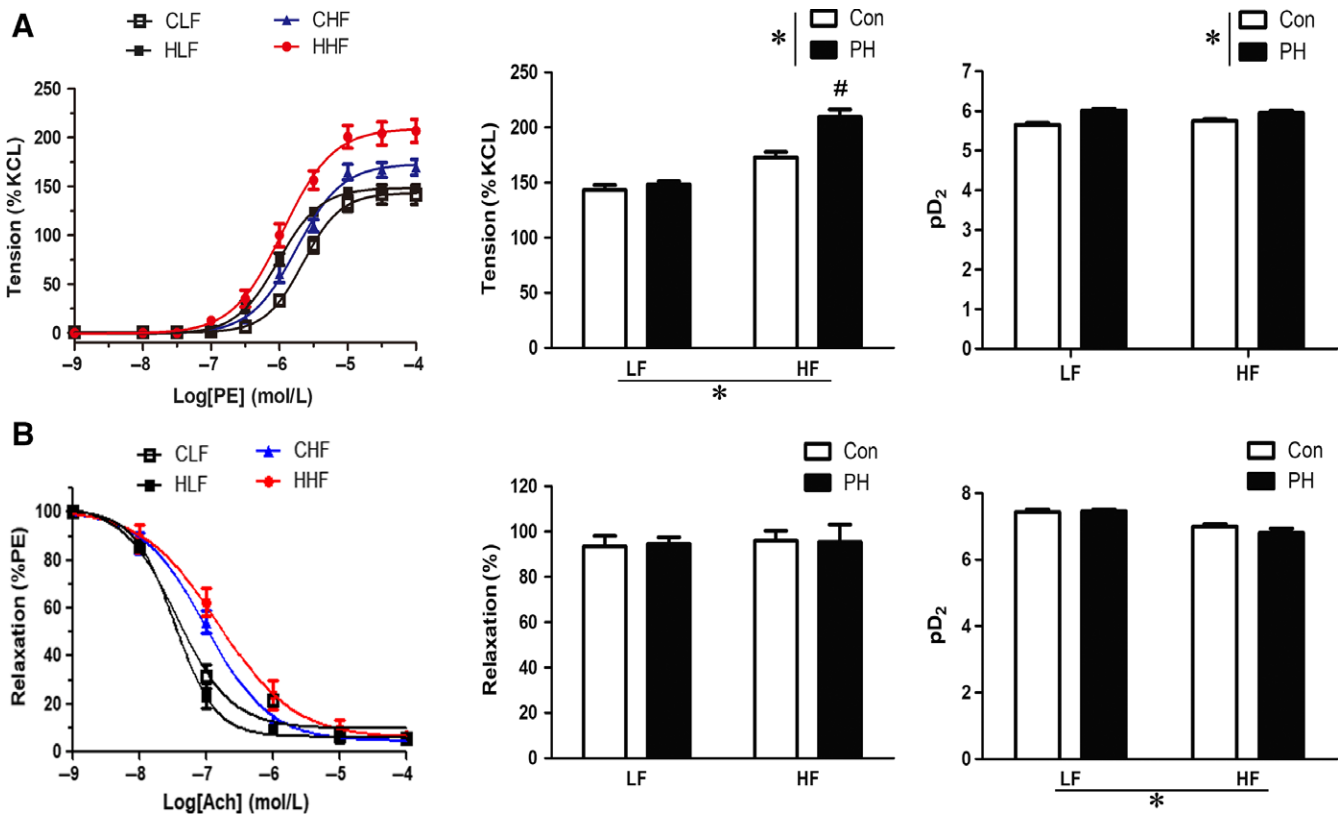 A
CLF
CHF
HLF
HHF
Tension (%KCL)
250
200
150
100
50
0
−9
−8
−7
−6
−5
−4
Log[PE] (mol/L)
*
Con
PH
Tension (%KCL)
250
200
150
100
50
0
#
LF
HF
*
*
Con
PH
pD2
7
6
5
4
3
2
1
0
LF
HF
B
CLF
CHF
HLF
HHF
Relaxation (%PE)
100
80
60
40
20
0
−9
−8
−7
−6
−5
−4
Log[Ach] (mol/L)
Con
PH
Relaxation (%)
120
100
80
60
40
20
0
LF
HF
Con
PH
pD2
8
6
4
2
0
LF
HF
*